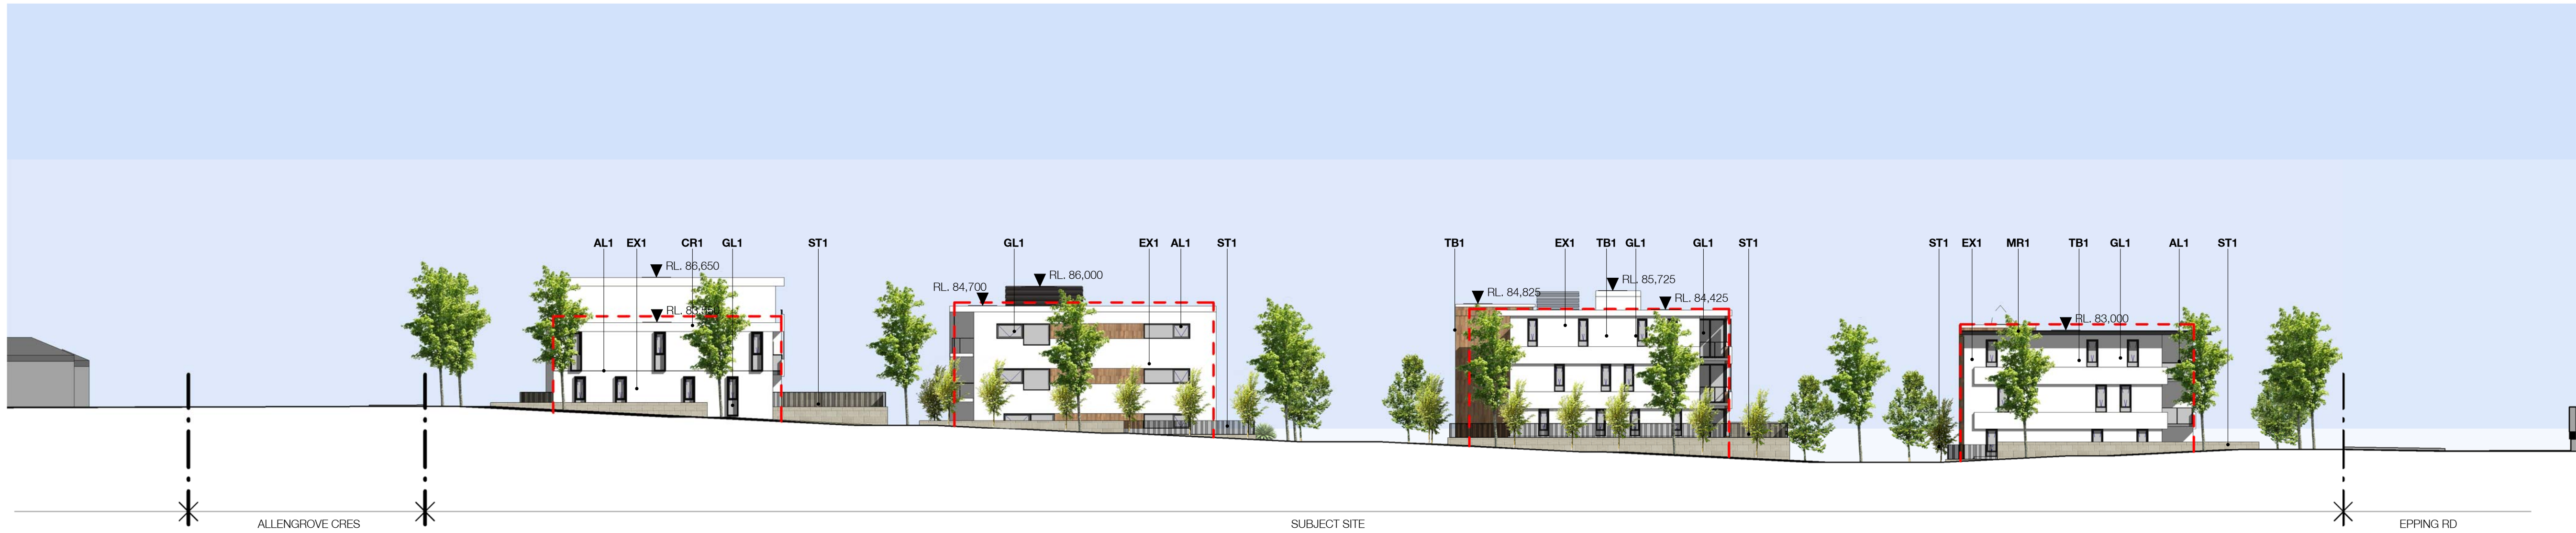 AL1 EX1 CR1 GL1 ST1 GL1 EX1 AL1 ST1 TB1 EX1 TB1 GL1 GL1 ST1 ST1 EX1 MR1 TB1 GL1 AL1 ST1
RL. 86,650
RL. 84,700
RL. 86,000
RL. 84,825
RL. 85,725
RL. 84,425
RL. 83,000
RL.
ALLENGROVE CRES
SUBJECT SITE
EPPING RD